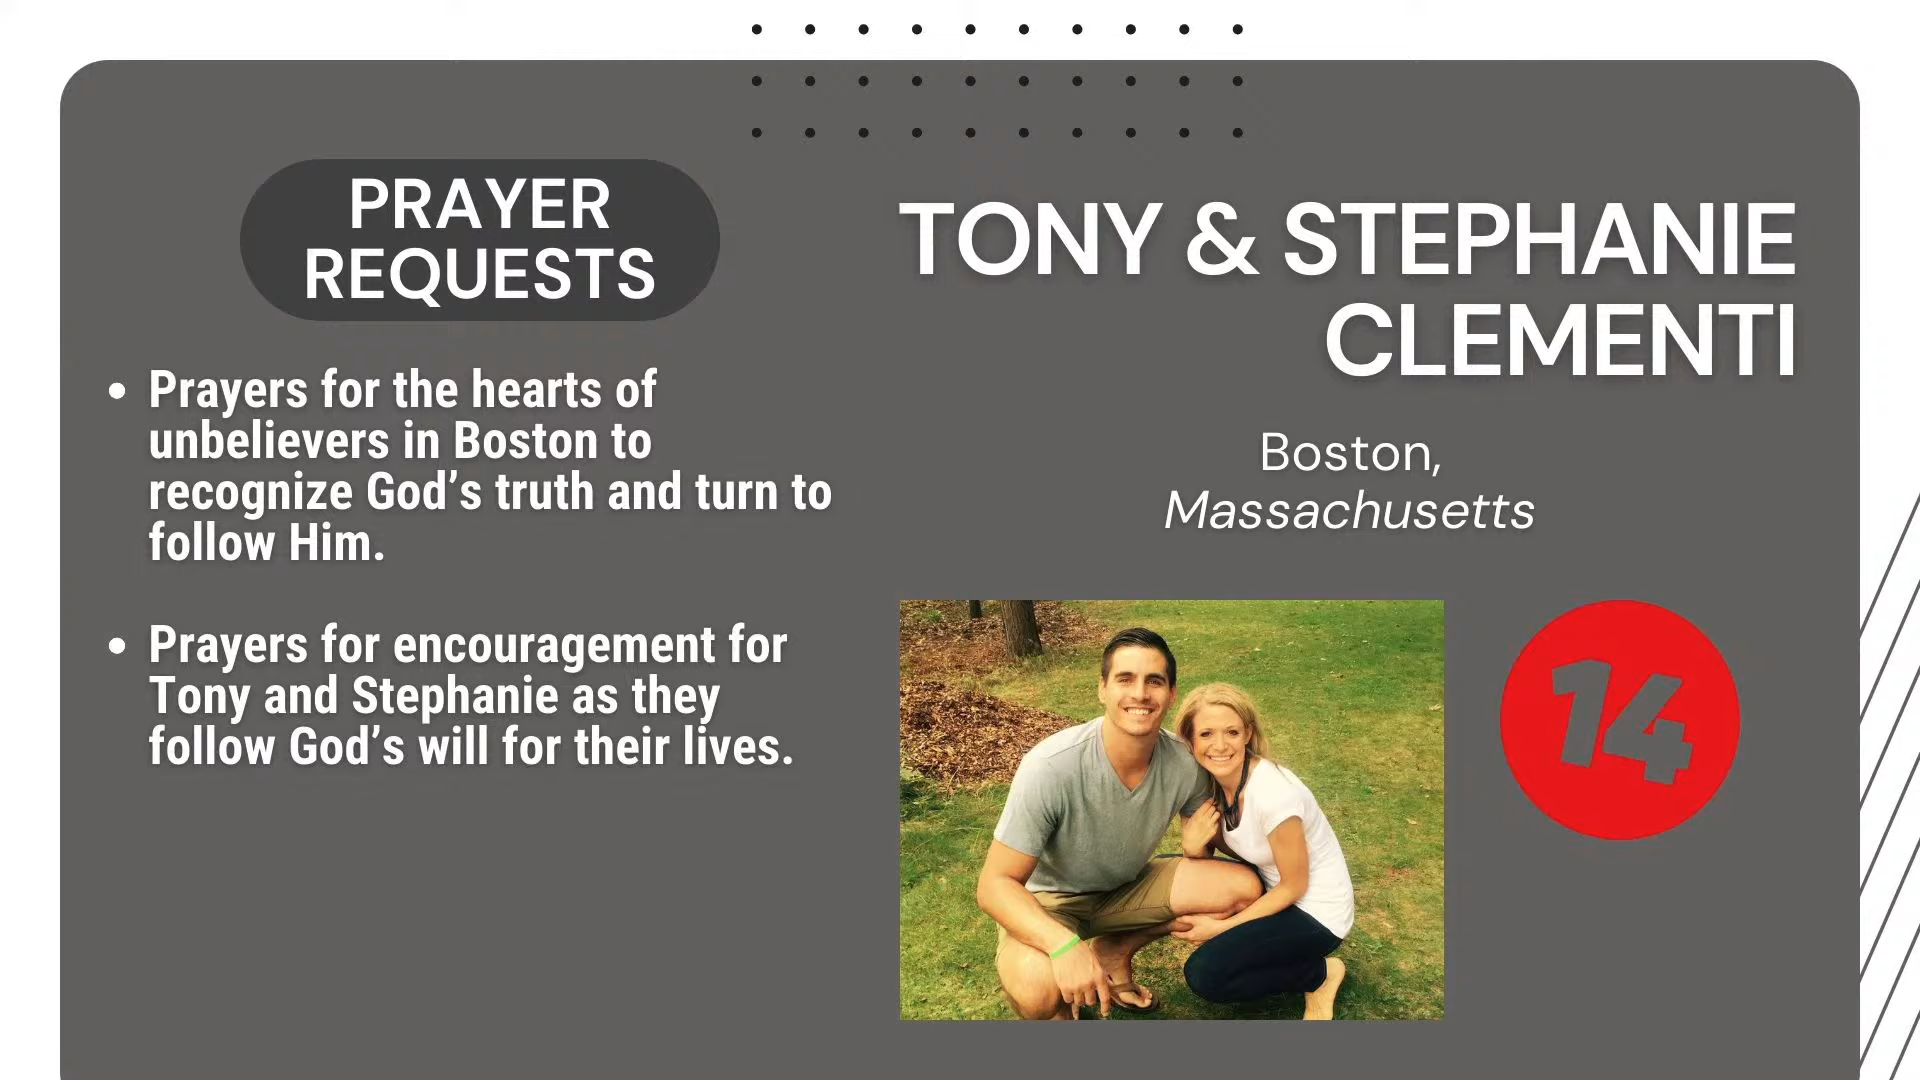 PRAYER
REQUESTS
• Prayers for the hearts of
unbelievers in Boston to
recognize God’s truth and turn to
follow Him.
• Prayers for encouragement for
Tony and Stephanie as they
follow God’s will for their lives.
TONY & STEPHANIE
CLEMENTI
Boston,
Massachusetts
14